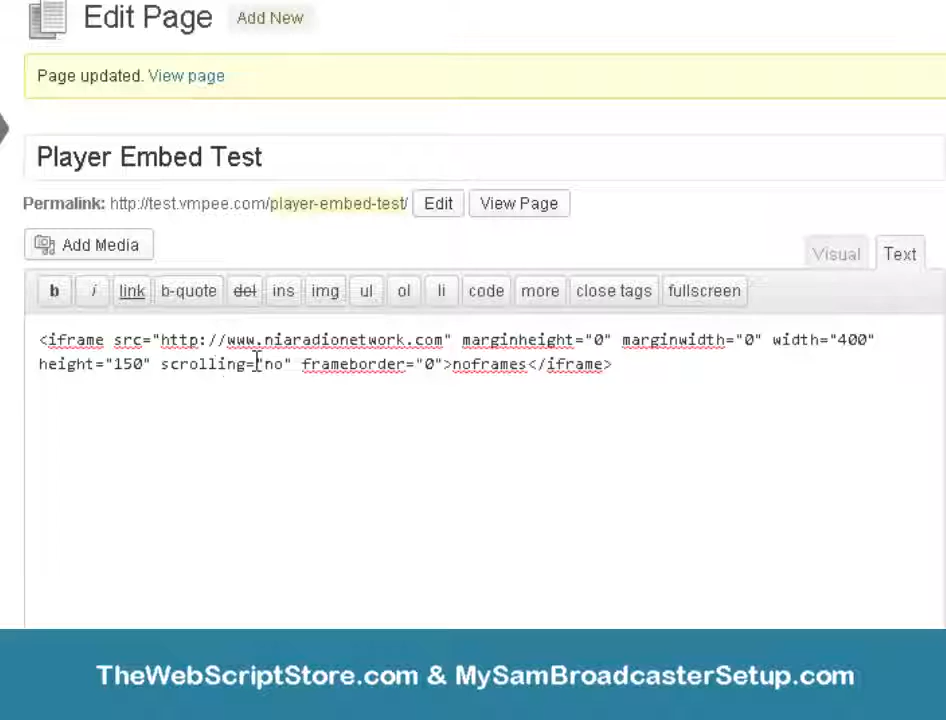 Edit Page Add New
Page updated. View page
Player Embed Test
Permalink: http://test.vmpee.com/player-embed-test/ Edit View Page
Add Media Visual Text
b i link b-quote del ins img ul ol li code more close tags fullscreen
<iframe src="http://www.niaradionetwork.com" marginheight="0" marginwidth="0" width="400"
height="150" scrolling="no" frameborder="0">noframes</iframe>
TheWebScriptStore.com & MySamBroadcasterSetup.com